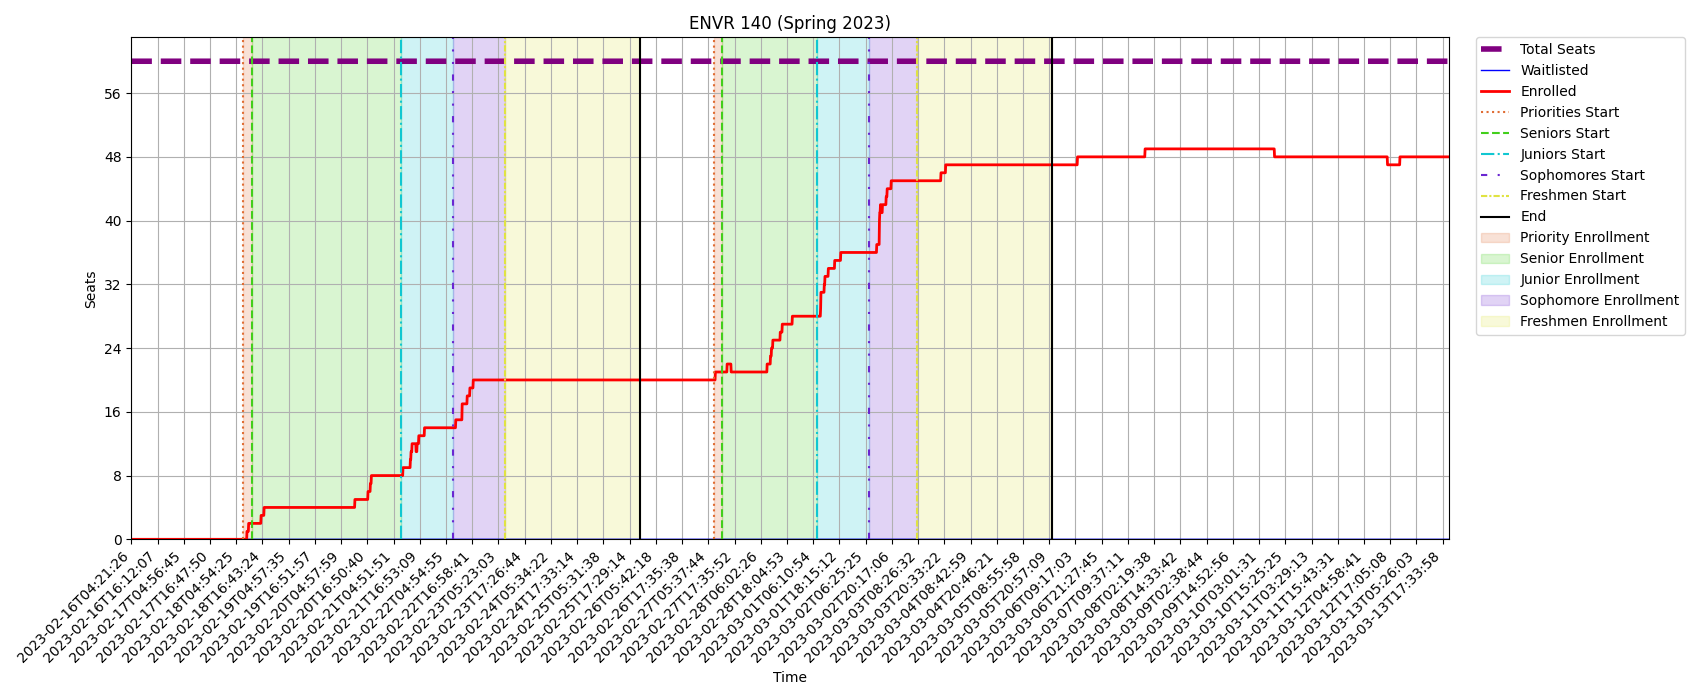 ENVR 140 (Spring 2023)
Total Seats
Waitlisted
Enrolled
Priorities Start
Seniors Start
Juniors Start
Sophomores Start
Freshmen Start
End
Priority Enrollment
Senior Enrollment
Junior Enrollment
Sophomore Enrollment
Freshmen Enrollment
Seats
56
48
40
32
24
16
8
0
2023-02-16T04:21:26
2023-02-16T16:12:07
2023-02-17T04:56:45
2023-02-17T16:47:50
2023-02-18T04:54:25
2023-02-18T16:43:24
2023-02-19T04:57:35
2023-02-19T16:51:57
2023-02-20T04:57:59
2023-02-20T16:50:40
2023-02-21T04:51:51
2023-02-21T16:53:09
2023-02-22T04:54:55
2023-02-22T16:58:41
2023-02-23T05:23:03
2023-02-23T17:26:44
2023-02-24T05:34:22
2023-02-24T17:33:14
2023-02-25T05:31:38
2023-02-25T17:29:14
2023-02-26T05:42:18
2023-02-26T17:35:38
2023-02-27T05:37:44
2023-02-27T17:35:52
2023-02-28T06:02:26
2023-02-28T18:04:53
2023-03-01T06:10:54
2023-03-01T18:15:12
2023-03-02T06:25:25
2023-03-02T20:17:06
2023-03-03T08:26:32
2023-03-03T20:33:22
2023-03-04T08:42:59
2023-03-04T20:46:21
2023-03-05T08:55:58
2023-03-05T20:57:09
2023-03-06T09:17:03
2023-03-06T21:27:45
2023-03-07T09:37:11
2023-03-08T02:19:38
2023-03-08T14:33:42
2023-03-09T02:38:44
2023-03-09T14:52:56
2023-03-10T03:01:31
2023-03-10T15:25:25
2023-03-11T03:29:13
2023-03-11T15:43:31
2023-03-12T04:58:41
2023-03-12T17:05:08
2023-03-13T05:26:03
2023-03-13T17:33:58
Time